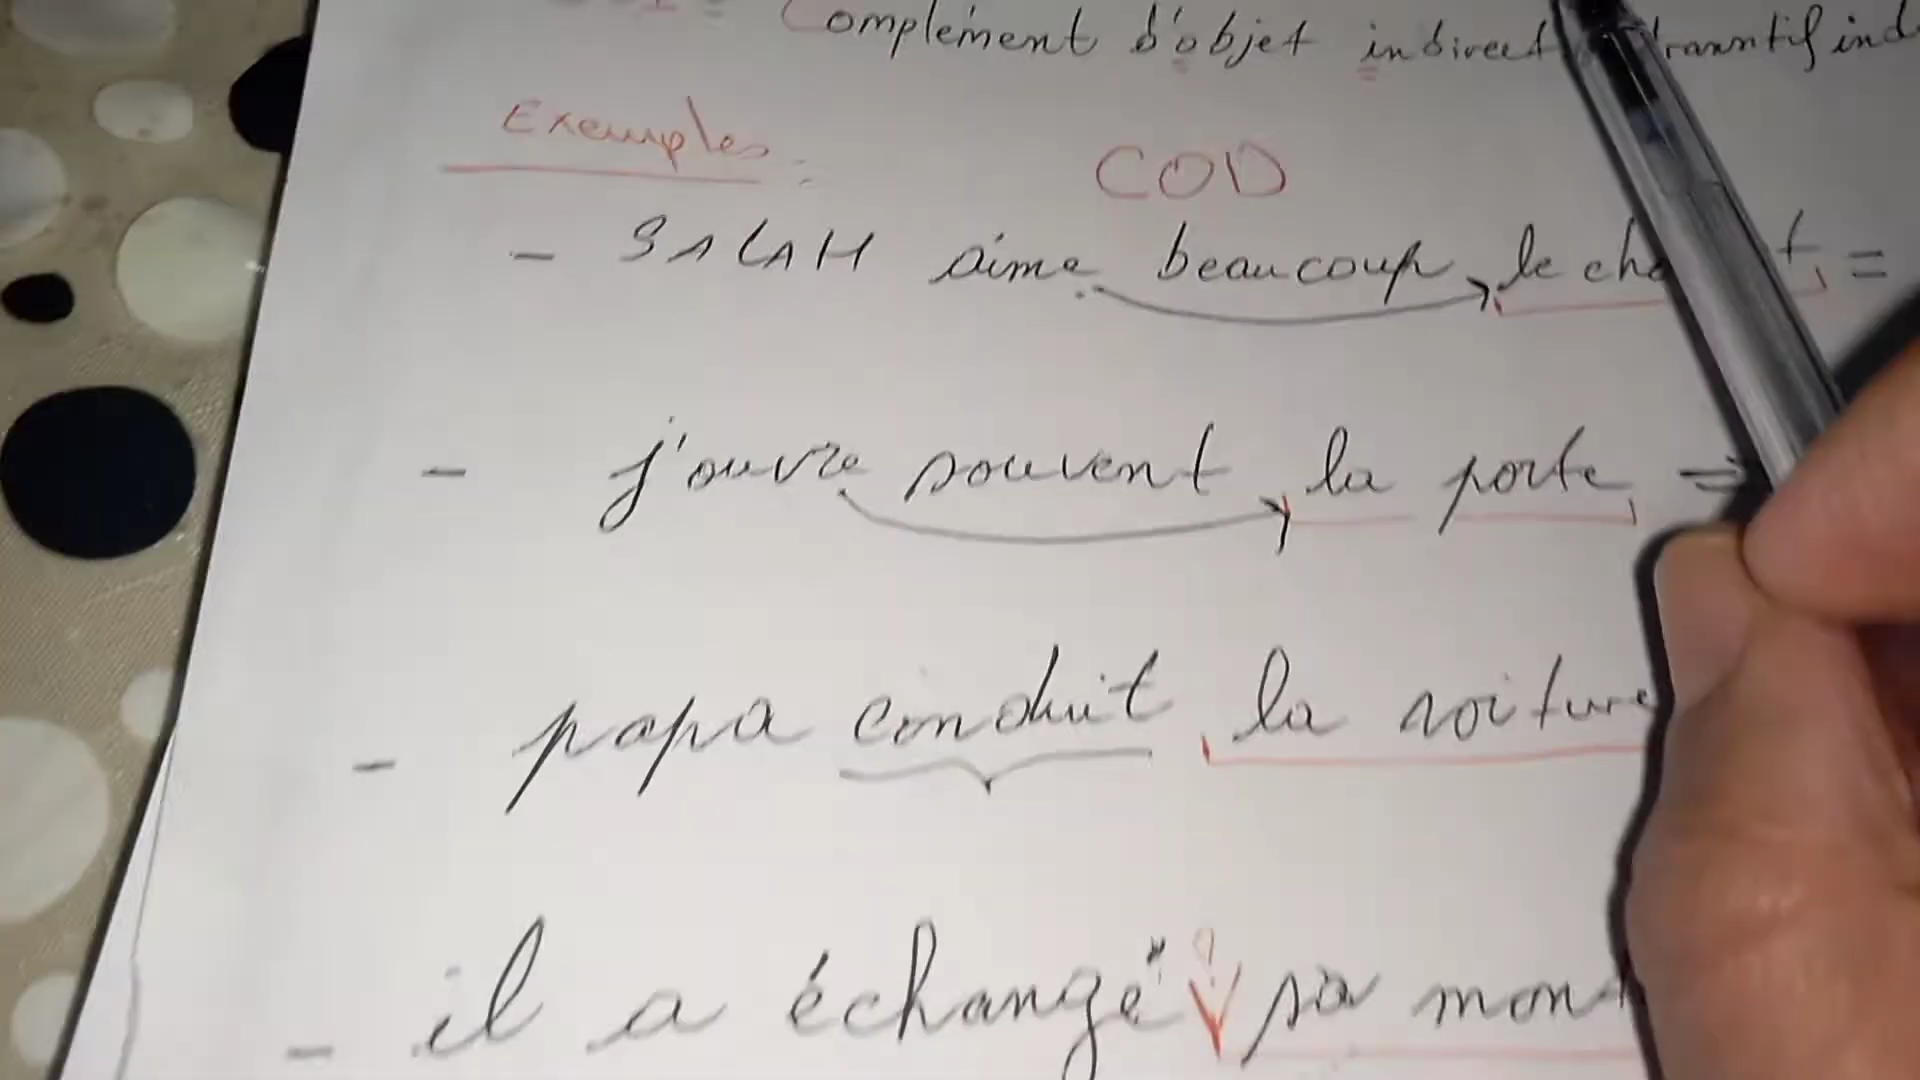 Complément d'objet indirect
Exemples:
COD
- SALAH aime beaucoup le =
- j'ouvre souvent la porte =
- papa conduit la voiture
- il a échangé sa